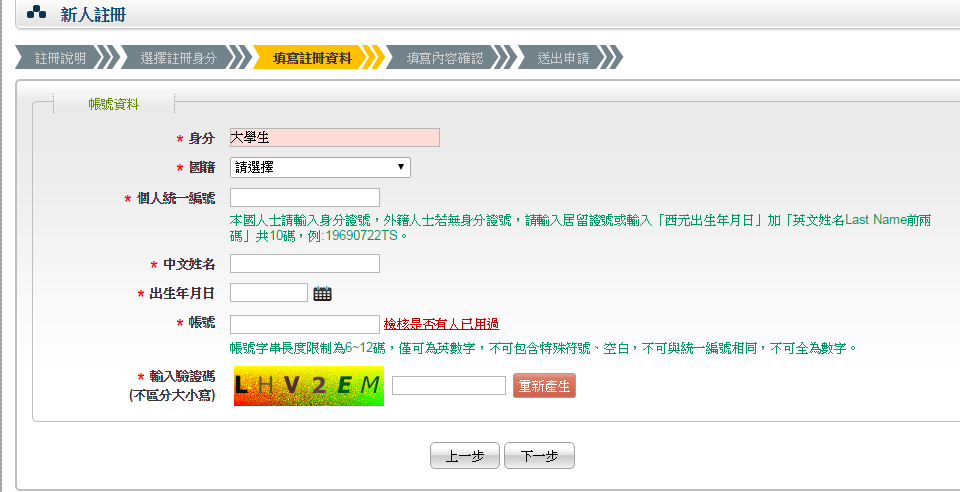 新人註冊
註冊說明 選擇註冊身分 填寫註冊資料 填寫內容確認 送出申請
帳號資料
* 身分 大學生
* 國籍 請選擇
* 個人統一編號
本國人士請輸入身分證號，外籍人士若無身分證號，請輸入居留證號或輸入「西元出生年月日」加「英文姓名Last Name前兩
碼」共10碼，例:19690722TS。
* 中文姓名
* 出生年月日
* 帳號 檢核是否有人已用過
帳號字串長度限制為6~12碼，僅可為英數字，不可包含特殊符號、空白，不可與統一編號相同，不可全為數字。
* 輸入驗證碼 LHV2EM 重新產生
(不區分大小寫)
上一步 下一步